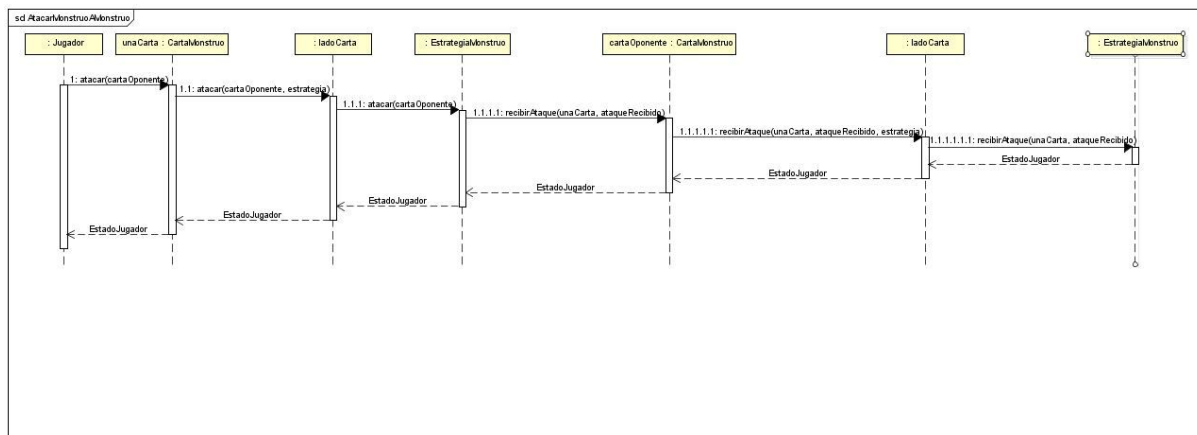 sd AtacarMonstruoAMonstruo
: Jugador
unaCarta : CartaMonstruo
: ladoCarta
: EstrategiaMonstruo
cartaOponente : CartaMonstruo
: ladoCarta
: EstrategiaMonstruo
1: atacar(cartaOponente)
1.1: atacar(cartaOponente, estrategia)
1.1.1: atacar(cartaOponente)
1.1.1.1: recibirAtaque(unaCarta, ataqueRecibido)
1.1.1.1.1: recibirAtaque(unaCarta, ataqueRecibido, estrategia)
1.1.1.1.1.1: recibirAtaque(unaCarta, ataqueRecibido)
EstadoJugador
EstadoJugador
EstadoJugador
EstadoJugador
EstadoJugador
EstadoJugador